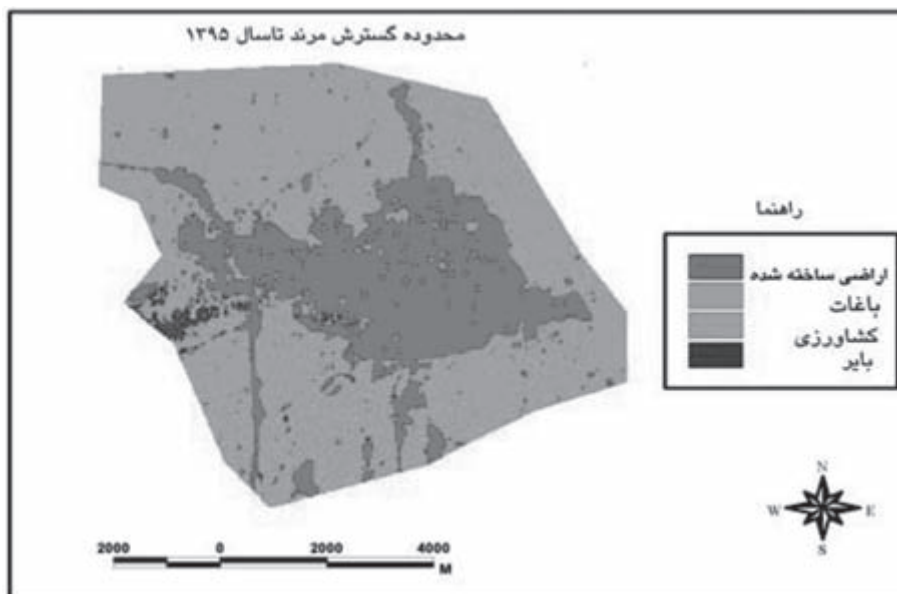 محدوده گسترش مرند تاسال ۱۳۹۵
راهنما
اراضی ساخته شده
باغات
کشاورزی
بایر
N
W E
S
2000 0 2000 4000
M